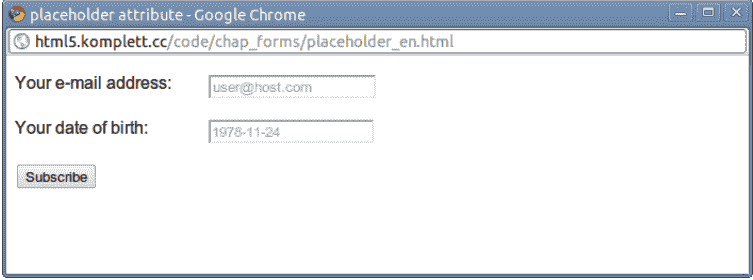 placeholder attribute - Google Chrome
html5.komplett.cc/code/chap_forms/placeholder_en.html
Your e-mail address: user@host.com
Your date of birth: 1978-11-24
Subscribe